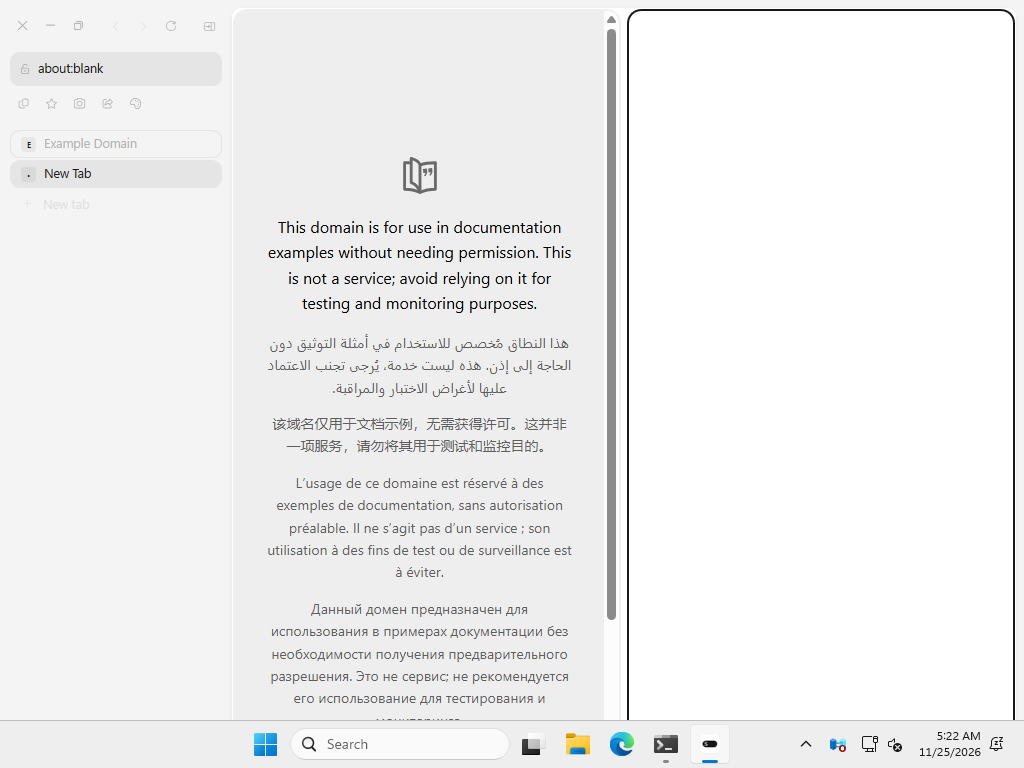 about:blank
E Example Domain
New Tab
New tab
This domain is for use in documentation
examples without needing permission. This
is not a service; avoid relying on it for
testing and monitoring purposes.
هذا النطاق مُخصص للاستخدام في أمثلة التوثيق دون
الحاجة إلى إذن. هذه ليست خدمة، يُرجى تجنب الاعتماد
عليها لأغراض الاختبار والمراقبة.
该域名仅用于文档示例，无需获得许可。这并非
一项服务，请勿将其用于测试和监控目的。
L’usage de ce domaine est réservé à des
exemples de documentation, sans autorisation
préalable. Il ne s’agit pas d’un service ; son
utilisation à des fins de test ou de surveillance est
à éviter.
Данный домен предназначен для
использования в примерах документации без
необходимости получения предварительного
разрешения. Это не сервис; не рекомендуется
его использование для тестирования и
Search
5:22 AM
11/25/2026